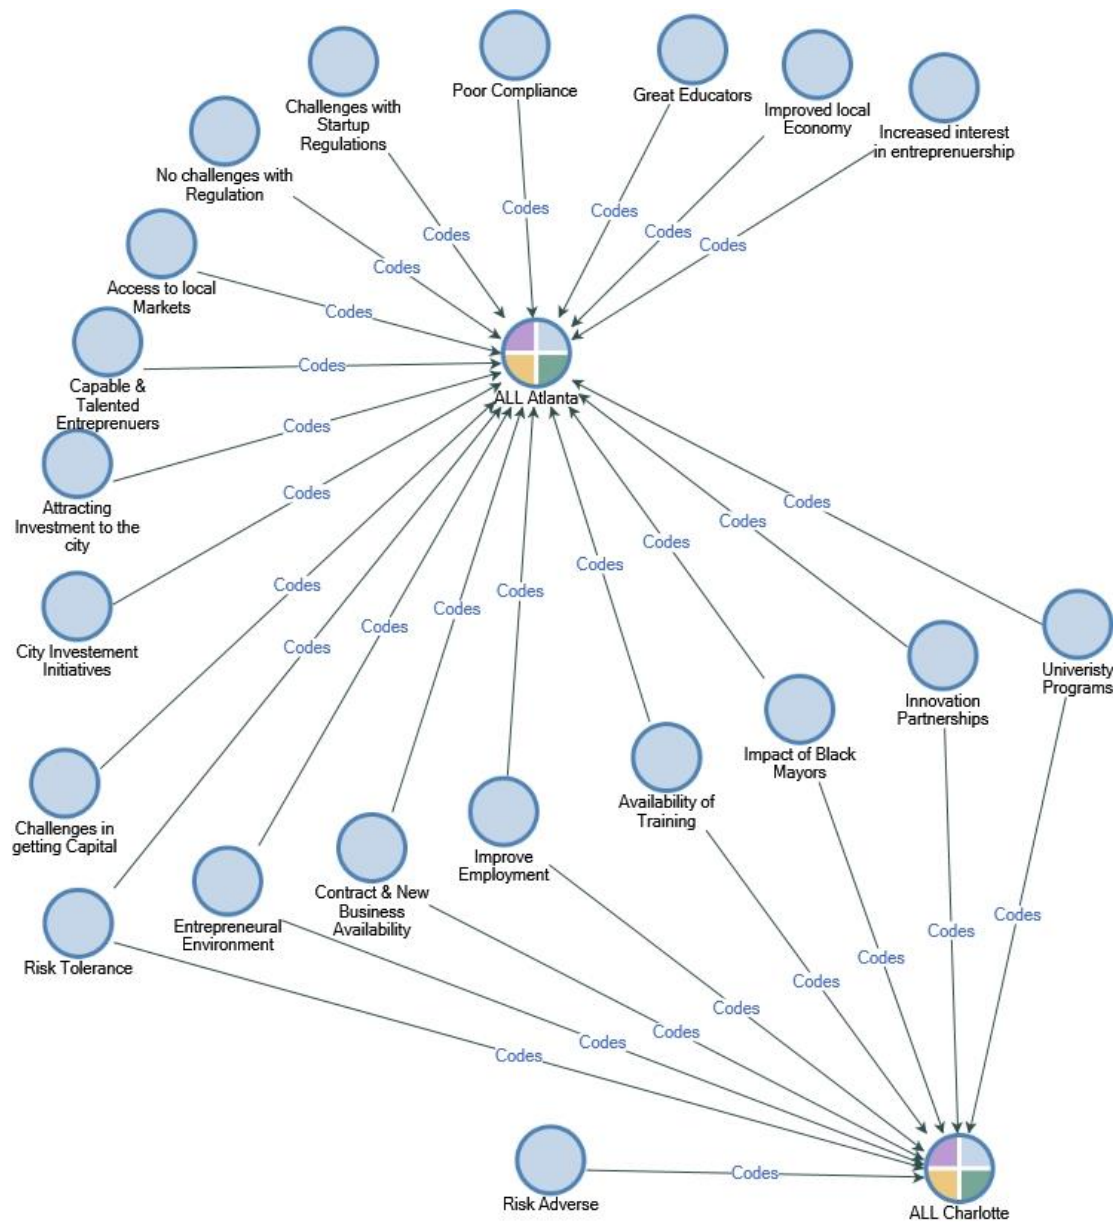 Poor Compliance
Great Educators
Challenges with
Startup
Regulations
Improved local
Economy
Increased interest
in entreprenuership
No challenges with
Regulation
Codes
Codes
Codes
Codes
Codes
Codes
Access to local
Markets
Codes
Codes
Capable &
Talented
Entreprenuers
Codes
ALL Atlanta
Codes
Attracting
Investment to the
city
Codes
Codes
Codes
Codes
Codes
Codes
City Investement
Initiatives
Codes
Codes
Codes
Codes
Codes
Univeristy
Programs
Innovation
Partnerships
Impact of Black
Mayors
Availability of
Training
Challenges in
getting Capital
Improve
Employment
Contract & New
Business
Availability
Entrepreneural
Environment
Risk Tolerance
Codes
Codes
Codes
Codes
Codes
Codes
Codes
Codes
Risk Adverse
Codes
ALL Charlotte